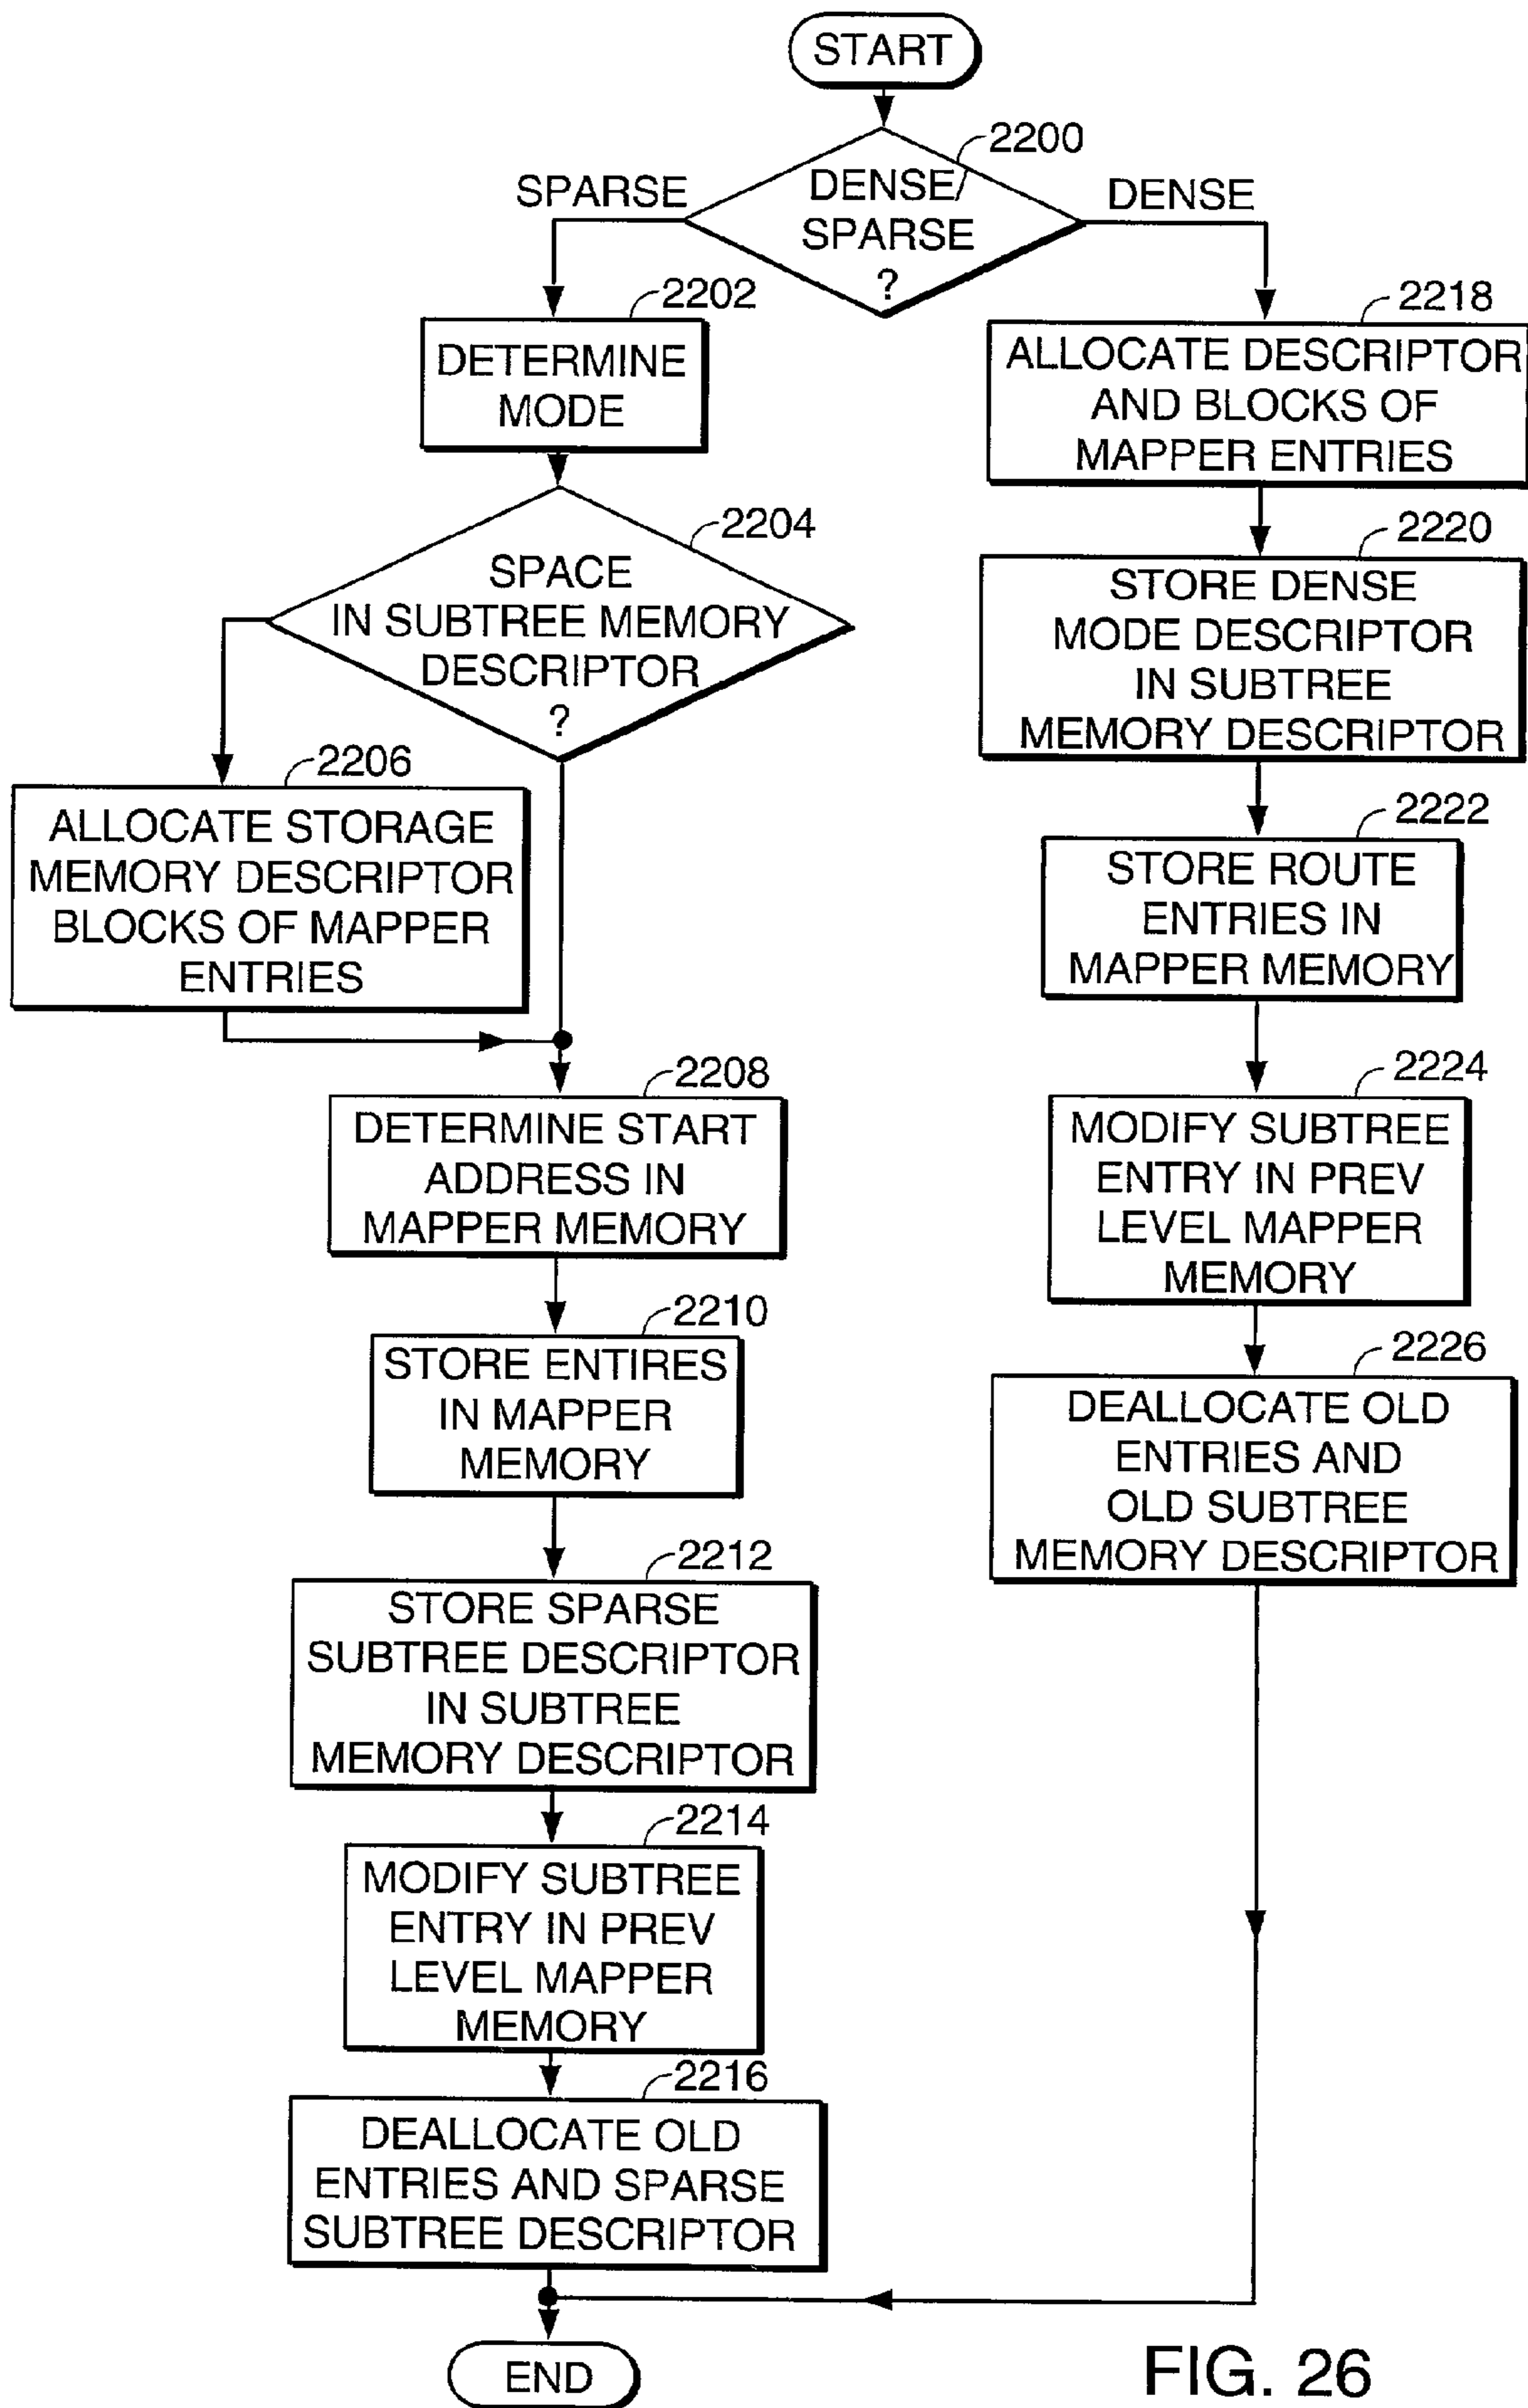 START
2200
DENSE/
SPARSE
?
SPARSE
DENSE
2202
DETERMINE
MODE
2204
SPACE
IN SUBTREE MEMORY
DESCRIPTOR
?
2206
ALLOCATE STORAGE
MEMORY DESCRIPTOR
BLOCKS OF MAPPER
ENTRIES
2208
DETERMINE START
ADDRESS IN
MAPPER MEMORY
2210
STORE ENTIRES
IN MAPPER
MEMORY
2212
STORE SPARSE
SUBTREE DESCRIPTOR
IN SUBTREE
MEMORY DESCRIPTOR
2214
MODIFY SUBTREE
ENTRY IN PREV
LEVEL MAPPER
MEMORY
2216
DEALLOCATE OLD
ENTRIES AND SPARSE
SUBTREE DESCRIPTOR
2218
ALLOCATE DESCRIPTOR
AND BLOCKS OF
MAPPER ENTRIES
2220
STORE DENSE
MODE DESCRIPTOR
IN SUBTREE
MEMORY DESCRIPTOR
2222
STORE ROUTE
ENTRIES IN
MAPPER MEMORY
2224
MODIFY SUBTREE
ENTRY IN PREV
LEVEL MAPPER
MEMORY
2226
DEALLOCATE OLD
ENTRIES AND
OLD SUBTREE
MEMORY DESCRIPTOR
END
FIG. 26